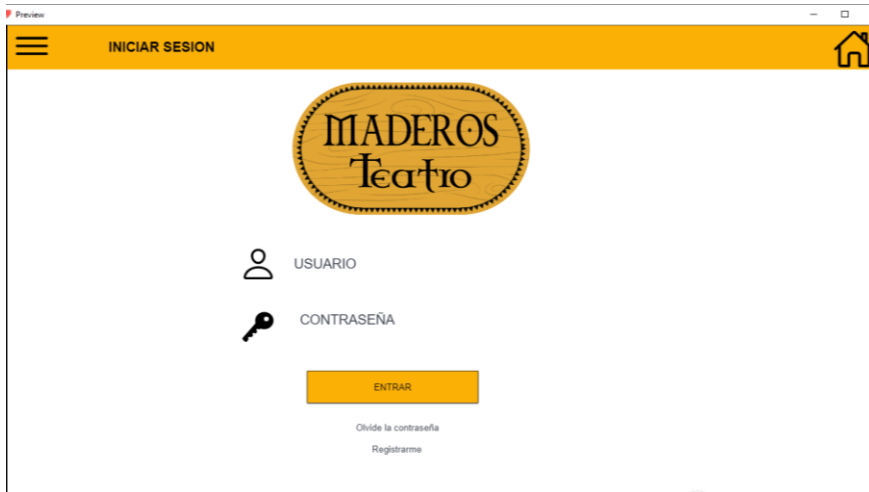 Preview
INICIAR SESION
MADEROS
Teatro
USUARIO
CONTRASEÑA
ENTRAR
Olvide la contraseña
Registrarme